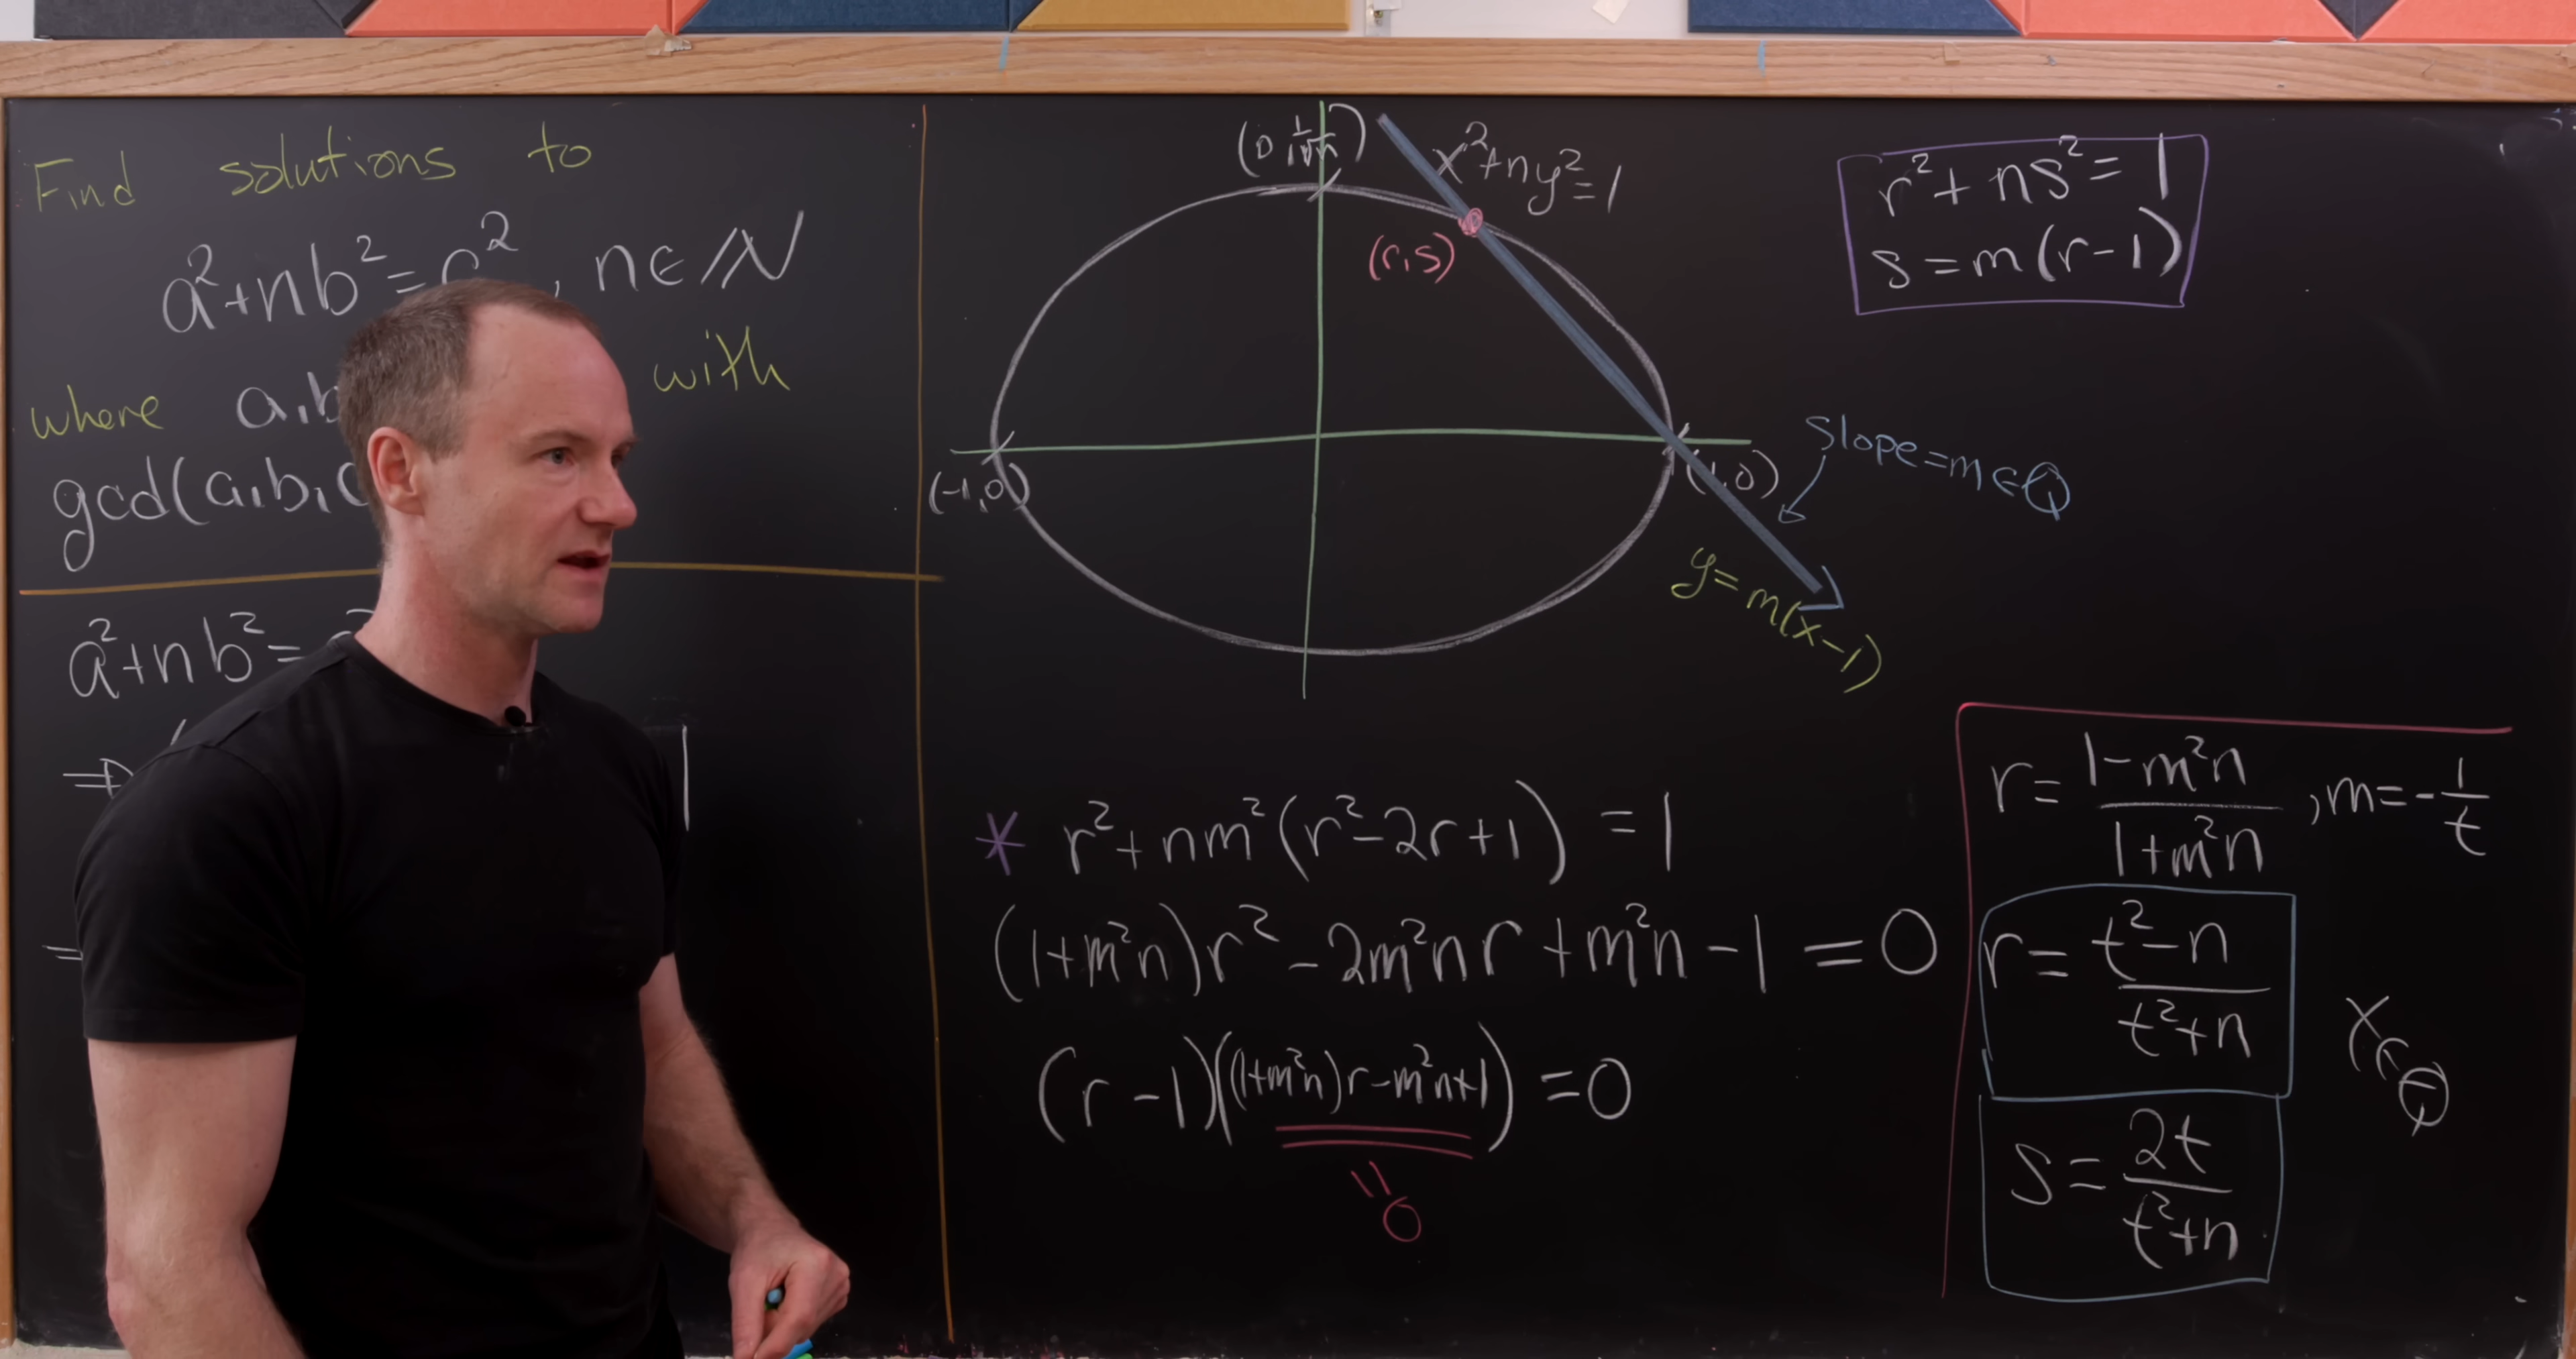 Find solutions to
a²+nb²=c², n∈ℕ
where a,b with
gcd(a,b,c
a²+nb²=
⇒ 1
=
(0, 1/√n)
x²+ny²=1
(r,s)
(-1,0)
(1,0)
slope=m∈ℚ
y=m(x-1)
r²+ns²=1
s=m(r-1)
* r²+nm²(r²-2r+1)=1
(1+m²n)r²-2m²nr+m²n-1=0
(r-1)((1+m²n)r-m²n+1)=0
=0
r=(1-m²n)/(1+m²n), m=-1/t
r=(t²-n)/(t²+n)
s=2t/(t²+n)